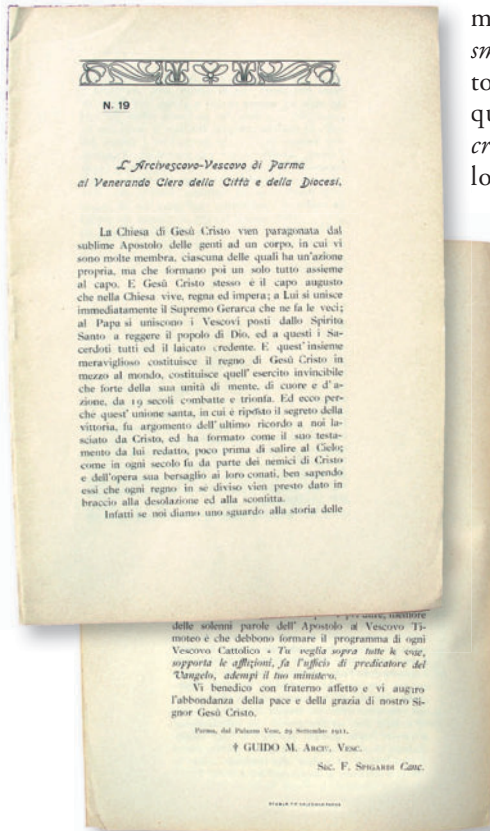 N. 19
L'Arcivescovo-Vescovo di Parma
al Venerando Clero della Città e della Diocesi.
La Chiesa di Gesù Cristo vien paragonata dal
sublime Apostolo delle genti ad un corpo, in cui vi
sono molte membra, ciascuna delle quali ha un'azione
propria, ma che formano poi un solo tutto assieme
al capo. E Gesù Cristo stesso è il capo augusto
che nella Chiesa vive, regna ed impera; a Lui si unisce
immediatamente il Supremo Gerarca che ne fa le veci;
al Papa si uniscono i Vescovi posti dallo Spirito
Santo a reggere il popolo di Dio, ed a questi i Sa-
cerdoti tutti ed il laicato credente. E quest'insieme
meraviglioso costituisce il regno di Gesù Cristo in
mezzo al mondo, costituisce quell'esercito invincibile
che forte della sua unità di mente, di cuore e d'a-
zione, da 19 secoli combatte e trionfa. Ed ecco per-
chè quest'unione santa, in cui è riposto il segreto della
vittoria, fu argomento dell'ultimo ricordo a noi la-
sciato da Cristo, ed ha formato come il suo testa-
mento da lui redatto, poco prima di salire al Cielo;
come in ogni secolo fu da parte dei nemici di Cristo
e dell'opera sua bersaglio ai loro conati, ben sapendo
essi che ogni regno in se diviso vien presto dato in
braccio alla desolazione ed alla sconfitta.
Infatti se noi diamo uno sguardo alla storia delle
m
sn
to
qu
cr
lo
memore
delle solenni parole dell'Apostolo al Vescovo Ti-
moteo e che debbono formare il programma di ogni
Vescovo Cattolico « Tu veglia sopra tutte le cose,
sopporta le afflizioni, fa l'ufficio di predicatore del
Vangelo, adempi il tuo ministero.
Vi benedico con fraterno affetto e vi auguro
l'abbondanza della pace e della grazia di nostro Si-
gnor Gesù Cristo.
Parma, dal Palazzo Vesc. 29 Settembre 1911.
† GUIDO M. ARCIV. VESC.
Sec. F. SPIGARDI Canc.